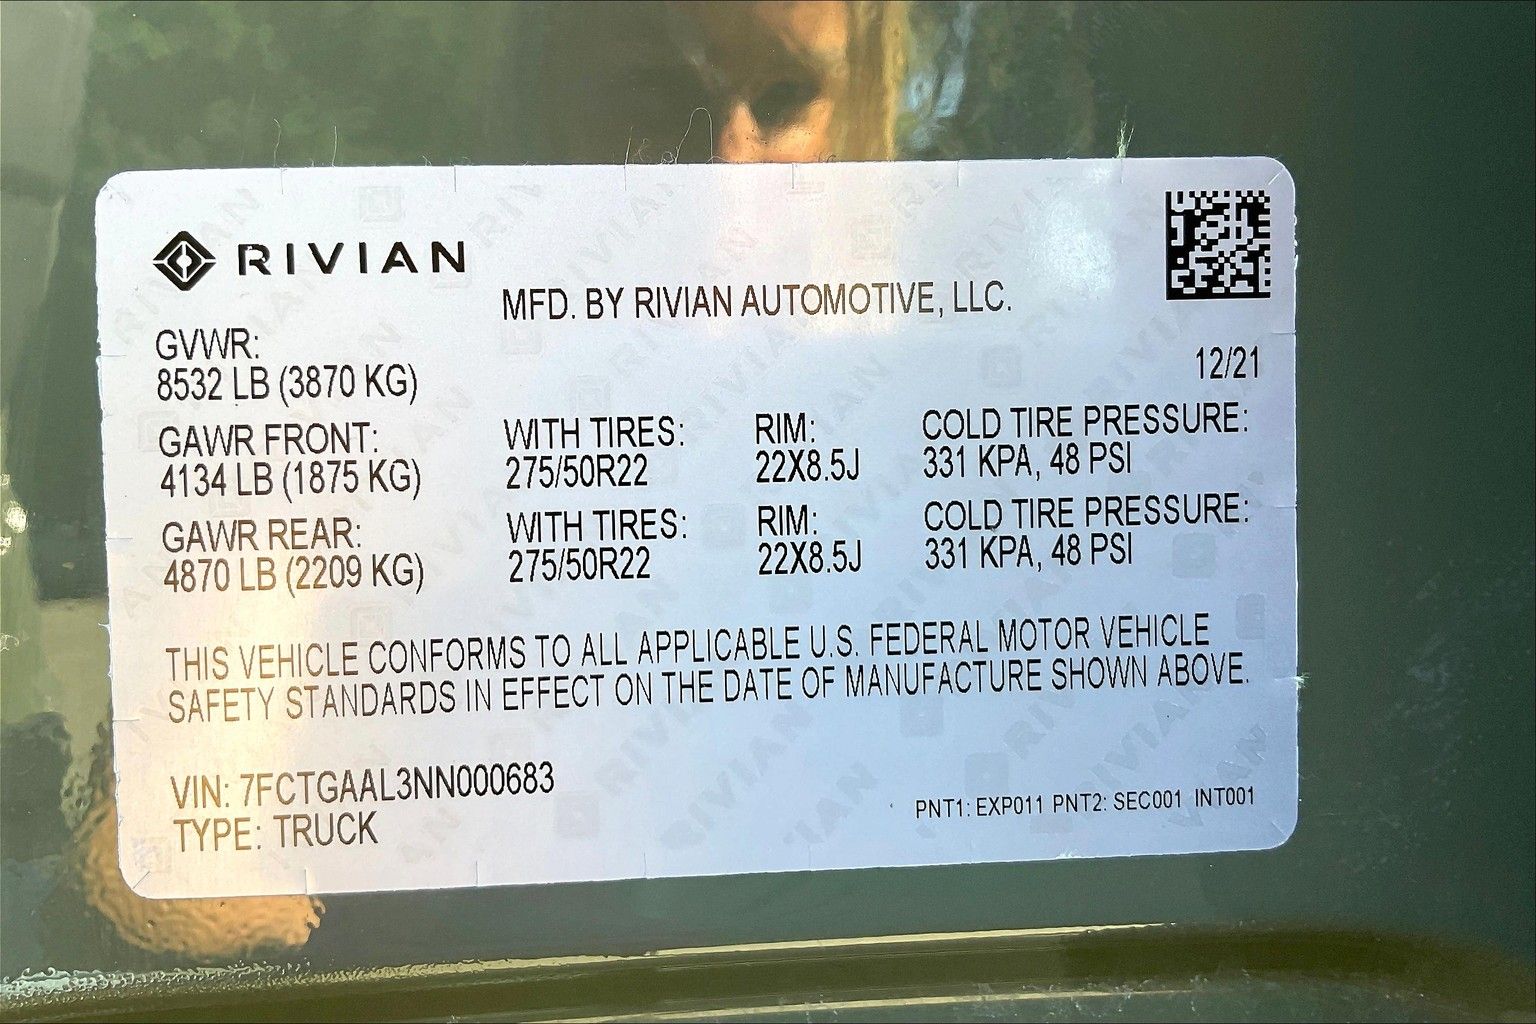 RIVIAN
MFD. BY RIVIAN AUTOMOTIVE, LLC.
GVWR:
8532 LB (3870 KG)
12/21
GAWR FRONT: WITH TIRES: RIM: COLD TIRE PRESSURE:
4134 LB (1875 KG) 275/50R22 22X8.5J 331 KPA, 48 PSI
GAWR REAR: WITH TIRES: RIM: COLD TIRE PRESSURE:
4870 LB (2209 KG) 275/50R22 22X8.5J 331 KPA, 48 PSI
THIS VEHICLE CONFORMS TO ALL APPLICABLE U.S. FEDERAL MOTOR VEHICLE
SAFETY STANDARDS IN EFFECT ON THE DATE OF MANUFACTURE SHOWN ABOVE.
VIN: 7FCTGAAL3NN000683
TYPE: TRUCK
PNT1: EXP011 PNT2: SEC001 INT001